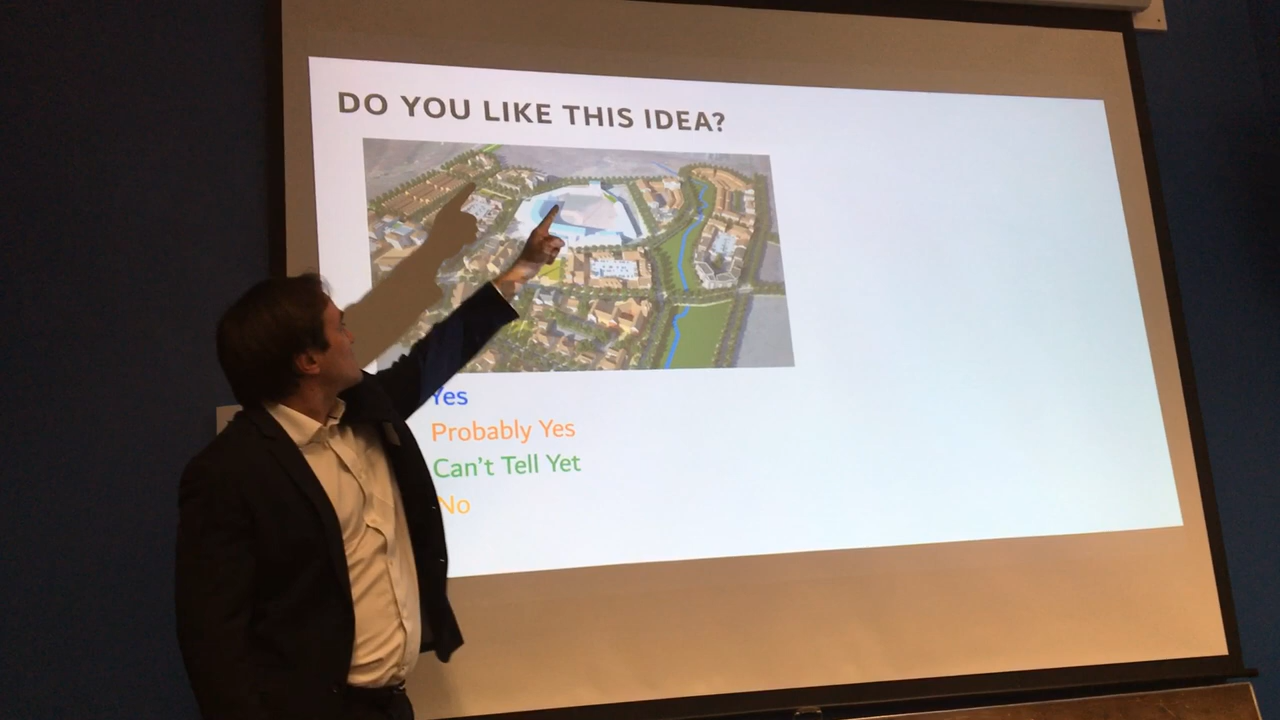 DO YOU LIKE THIS IDEA?
Yes
Probably Yes
Can't Tell Yet
No